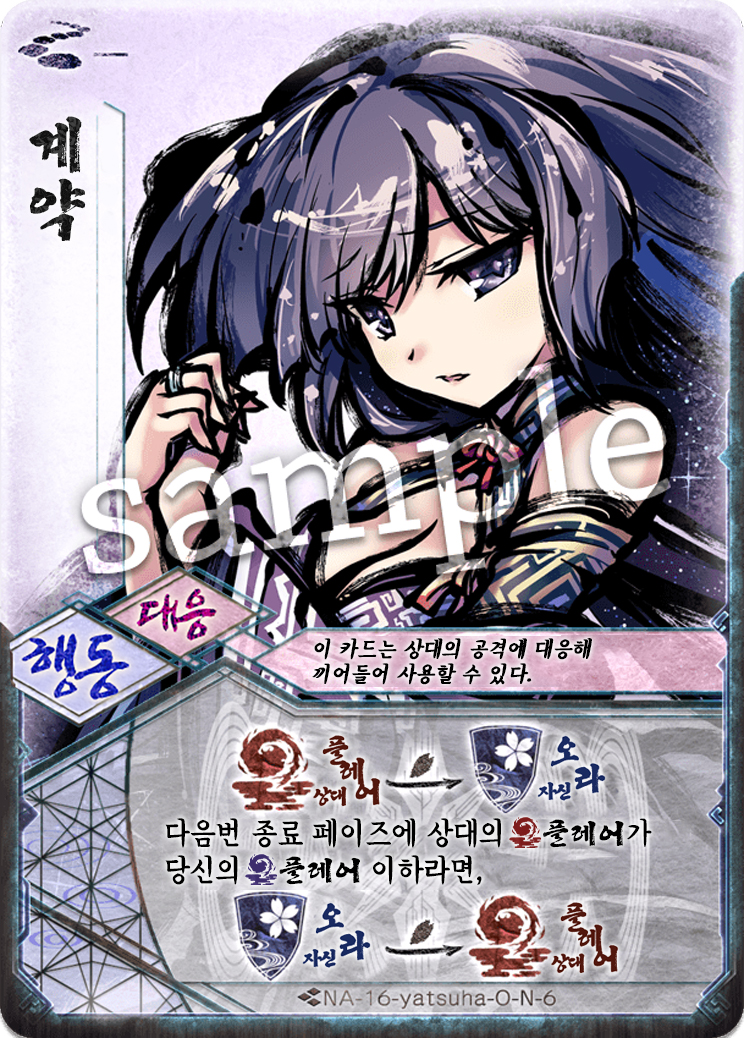 계약
sample
대응
행동
이 카드는 상대의 공격에 대응해
끼어들어 사용할 수 있다.
상대 플레어
자신 오라
다음번 종료 페이즈에 상대의 플레어가
당신의 플레어 이하라면,
자신 오라
상대 플레어
NA-16-yatsuha-O-N-6